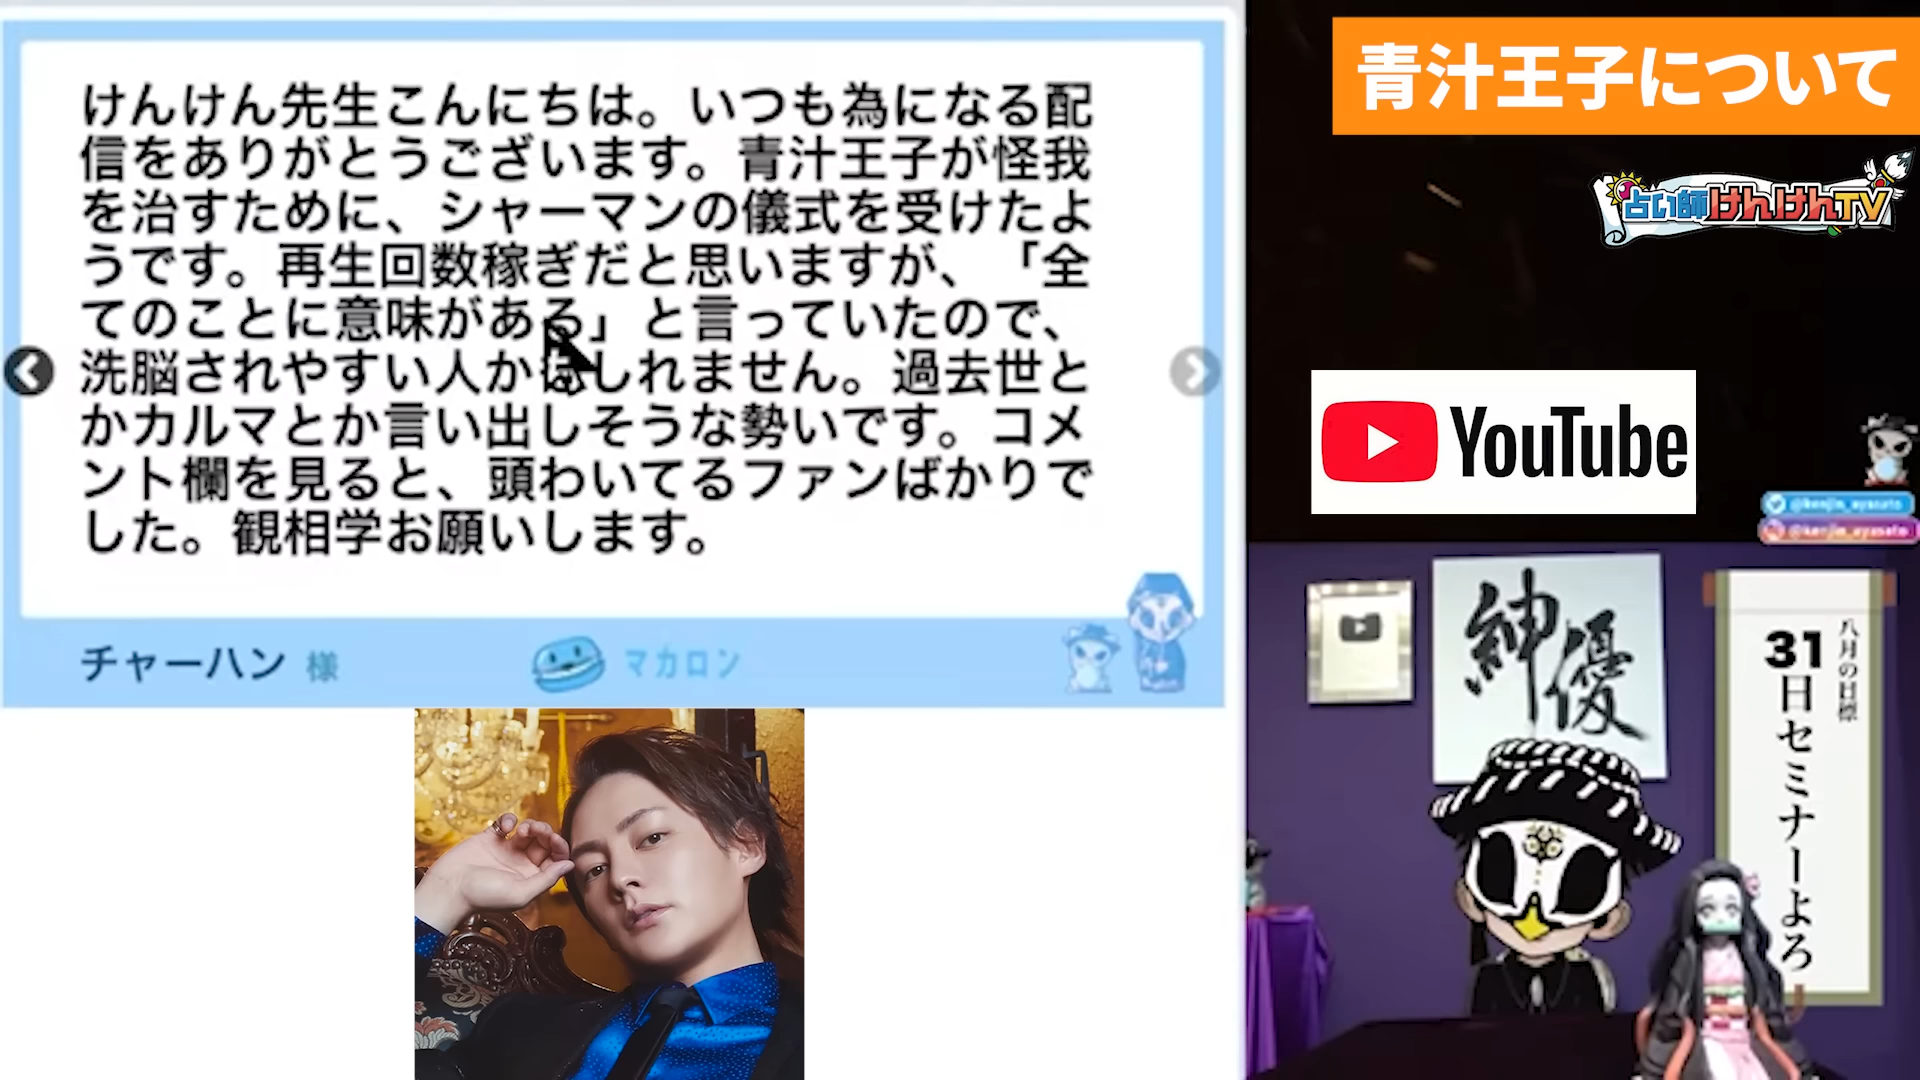 けんけん先生こんにちは。いつも為になる配
信をありがとうございます。青汁王子が怪我
を治すために、シャーマンの儀式を受けたよ
うです。再生回数稼ぎだと思いますが、「全
てのことに意味がある」と言っていたので、
洗脳されやすい人かもしれません。過去世と
かカルマとか言い出しそうな勢いです。コメ
ント欄を見ると、頭わいてるファンばかりで
した。観相学お願いします。
チャーハン 様
マカロン
青汁王子について
占い師けんけんTV
YouTube
@kenjin_ayasato
@kenjin_ayasato
紳優
八月の目標
31日セミナーよろ